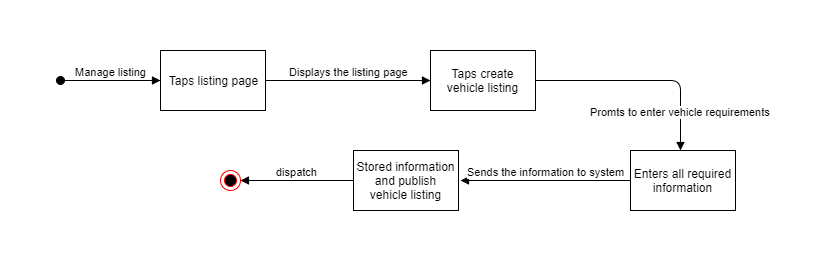 Manage listing
Taps listing page
Displays the listing page
Taps create
vehicle listing
Promts to enter vehicle requirements
Enters all required
information
Sends the information to system
Stored information
and publish
vehicle listing
dispatch